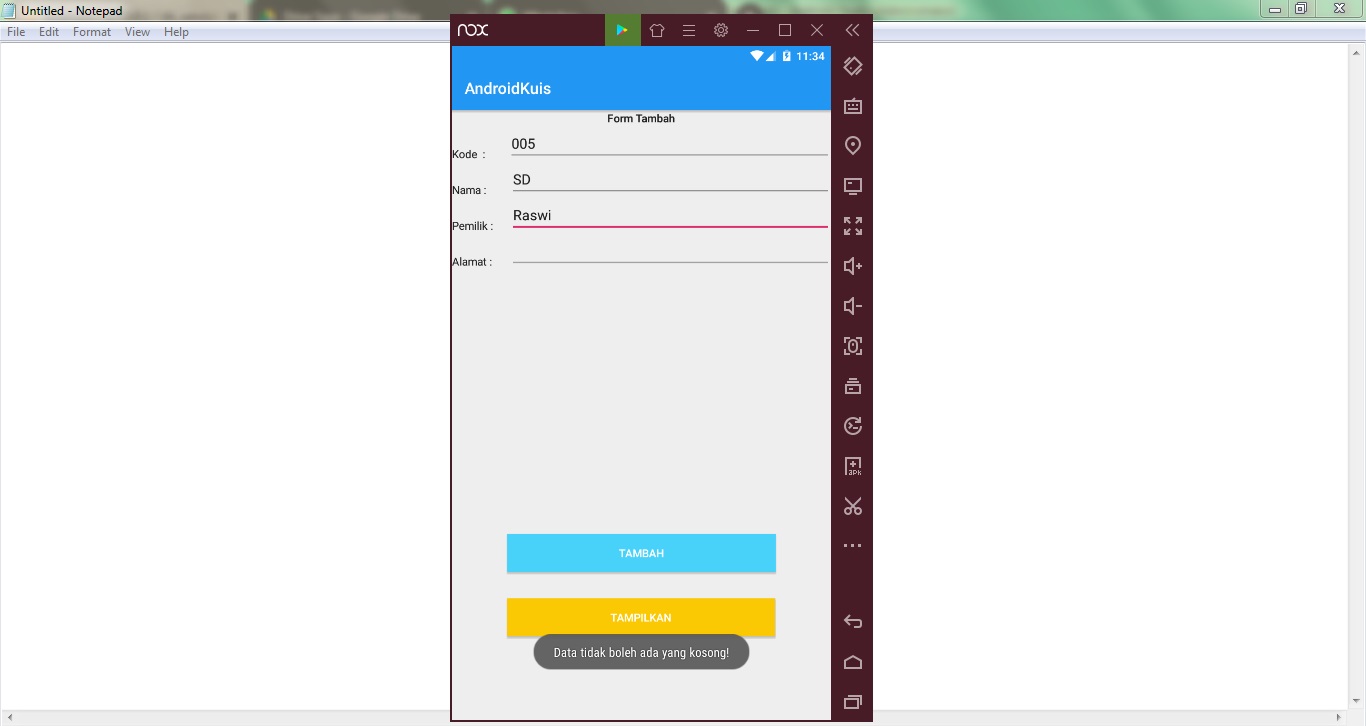 Untitled - Notepad
File Edit Format View Help
nox
11:34
AndroidKuis
Form Tambah
Kode : 005
Nama : SD
Pemilik : Raswi
Alamat :
TAMBAH
TAMPILKAN
Data tidak boleh ada yang kosong!